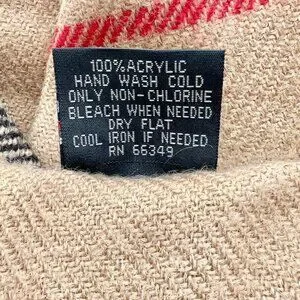 100% ACRYLIC
HAND WASH COLD
ONLY NON-CHLORINE
BLEACH WHEN NEEDED
DRY FLAT
COOL IRON IF NEEDED
RN 66349